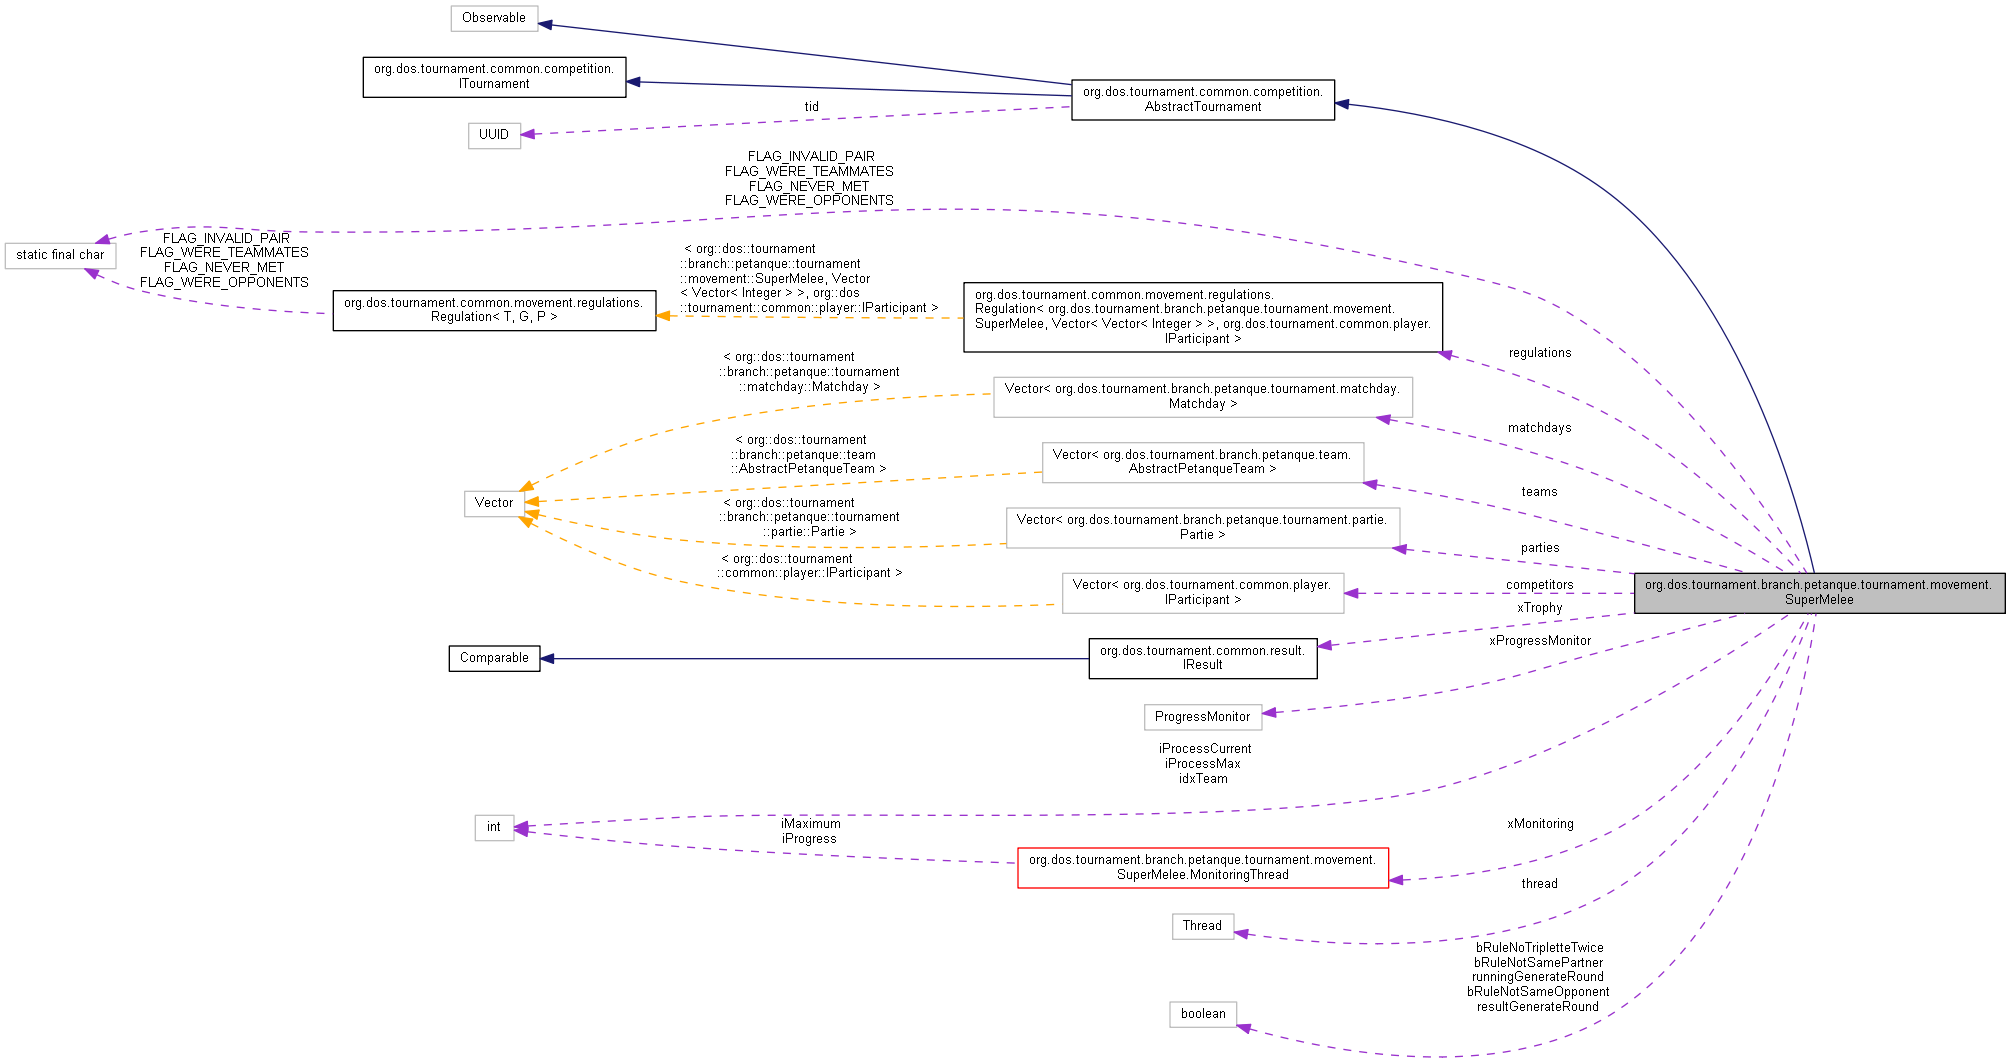 Observable
org.dos.tournament.common.competition.
ITournament
org.dos.tournament.common.competition.
AbstractTournament
tid
UUID
FLAG_INVALID_PAIR
FLAG_WERE_TEAMMATES
FLAG_NEVER_MET
FLAG_WERE_OPPONENTS
static final char
FLAG_INVALID_PAIR
FLAG_WERE_TEAMMATES
FLAG_NEVER_MET
FLAG_WERE_OPPONENTS
org.dos.tournament.common.movement.regulations.
Regulation< T, G, P >
< org::dos::tournament
::branch::petanque::tournament
::movement::SuperMelee, Vector
< Vector< Integer > >, org::dos
::tournament::common::player::IParticipant >
org.dos.tournament.common.movement.regulations.
Regulation< org.dos.tournament.branch.petanque.tournament.movement.
SuperMelee, Vector< Vector< Integer > >, org.dos.tournament.common.player.
IParticipant >
regulations
< org::dos::tournament
::branch::petanque::tournament
::matchday::Matchday >
Vector< org.dos.tournament.branch.petanque.tournament.matchday.
Matchday >
matchdays
< org::dos::tournament
::branch::petanque::team
::AbstractPetanqueTeam >
Vector< org.dos.tournament.branch.petanque.team.
AbstractPetanqueTeam >
teams
Vector
< org::dos::tournament
::branch::petanque::tournament
::partie::Partie >
Vector< org.dos.tournament.branch.petanque.tournament.partie.
Partie >
parties
< org::dos::tournament
::common::player::IParticipant >
Vector< org.dos.tournament.common.player.
IParticipant >
competitors
org.dos.tournament.branch.petanque.tournament.movement.
SuperMelee
xTrophy
Comparable
org.dos.tournament.common.result.
IResult
xProgressMonitor
ProgressMonitor
iProcessCurrent
iProcessMax
idxTeam
int
iMaximum
iProgress
xMonitoring
org.dos.tournament.branch.petanque.tournament.movement.
SuperMelee.MonitoringThread
thread
Thread
bRuleNoTripletteTwice
bRuleNotSamePartner
runningGenerateRound
bRuleNotSameOpponent
resultGenerateRound
boolean